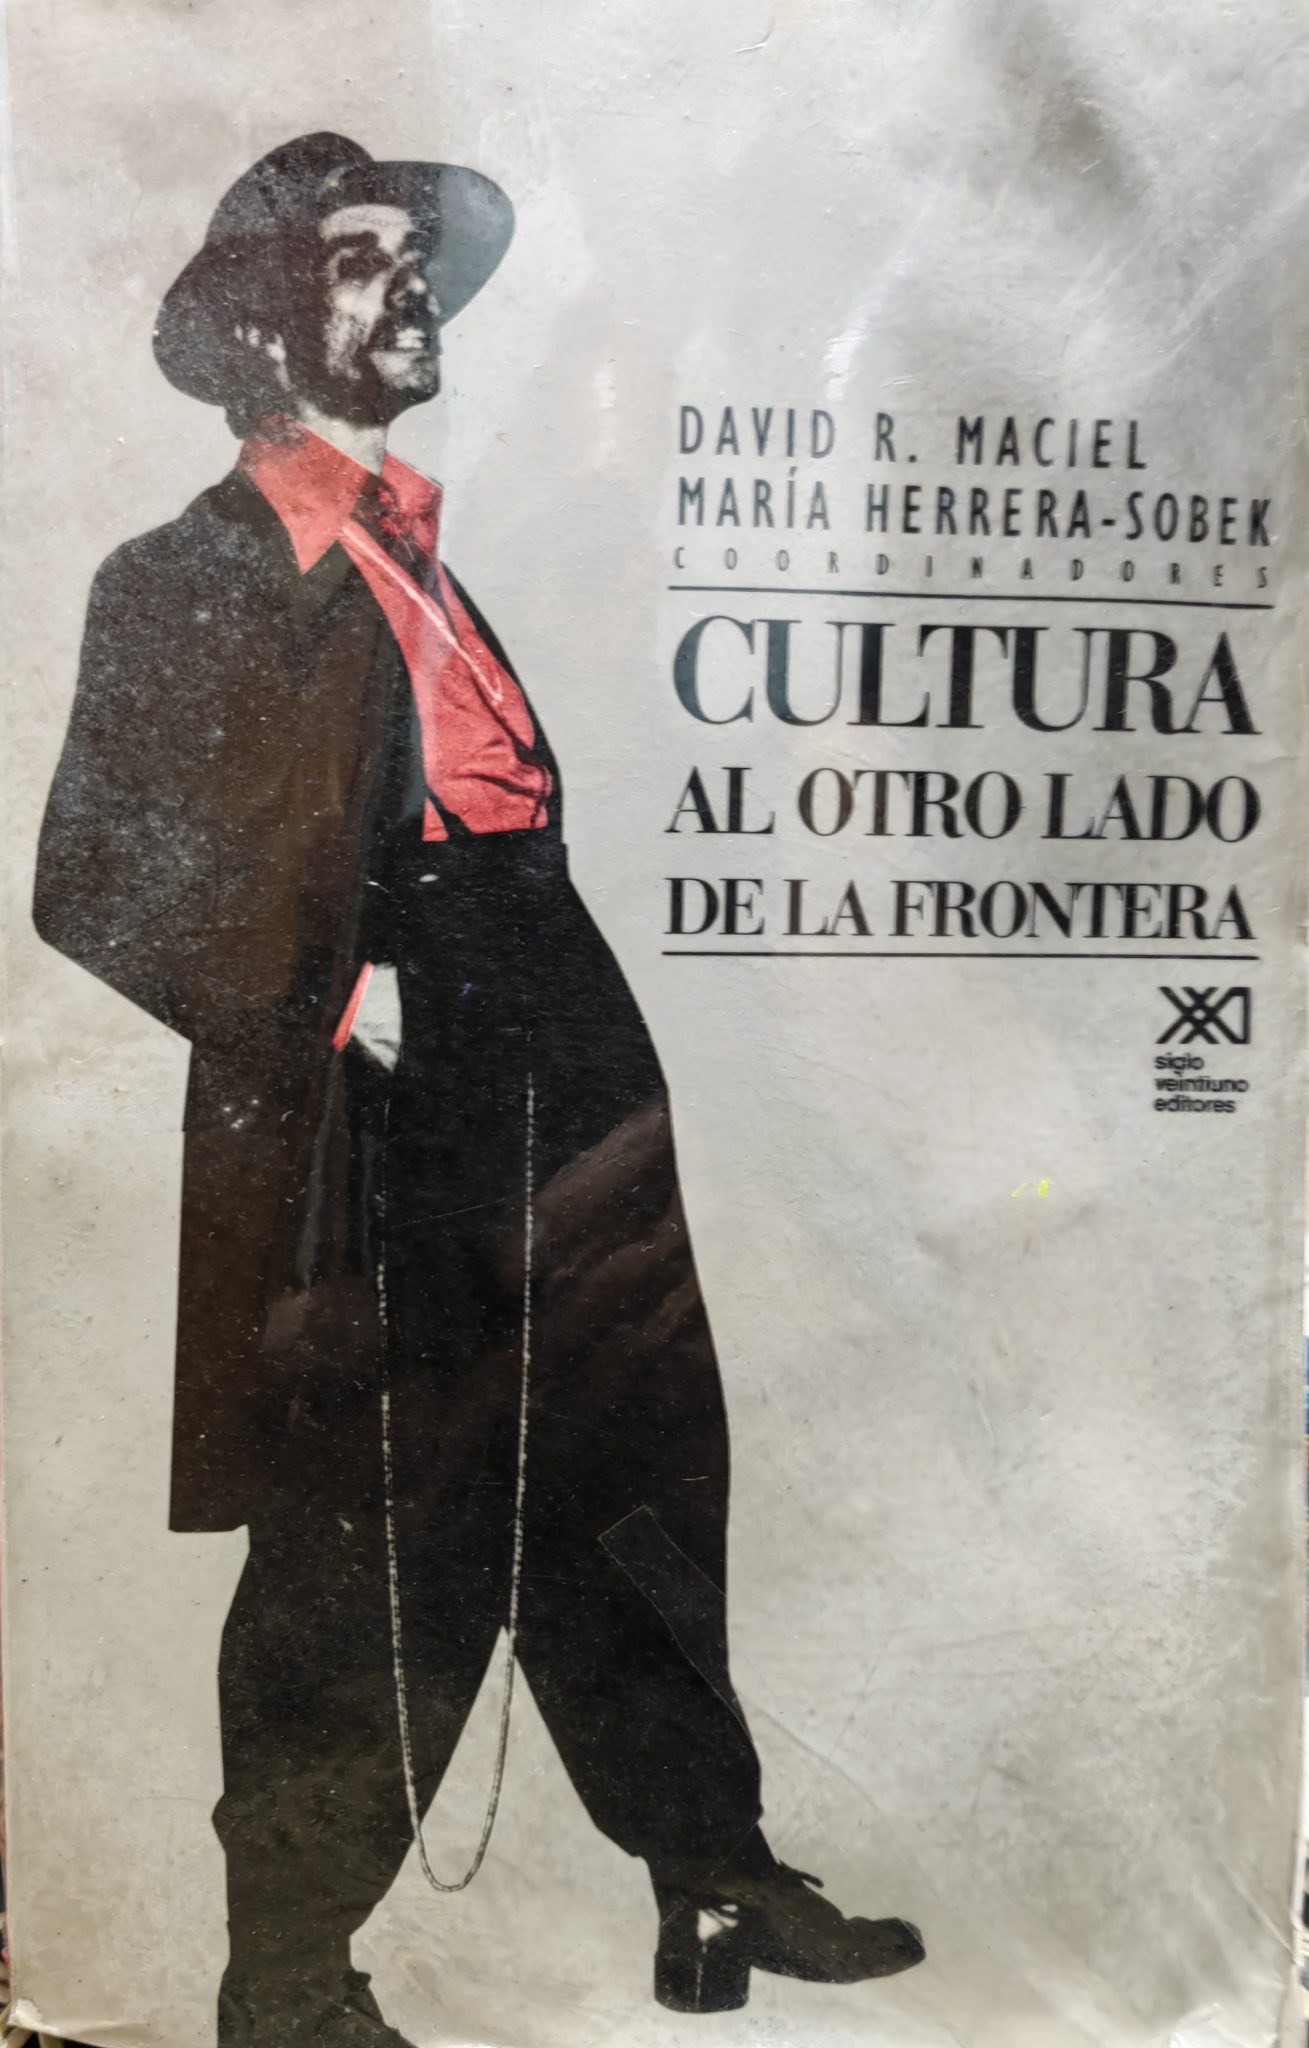 DAVID R. MACIEL
MARÍA HERRERA-SOBEK
COORDINADORES
CULTURA
AL OTRO LADO
DE LA FRONTERA
siglo
veintiuno
editores